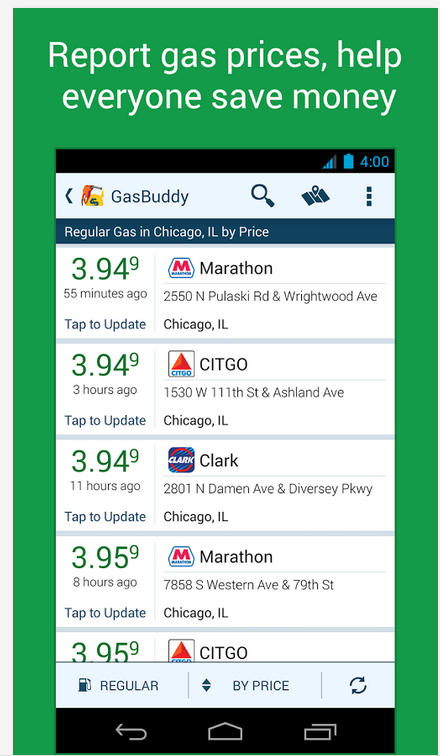 Report gas prices, help
everyone save money
4:00
GasBuddy
Regular Gas in Chicago, IL by Price
3.94⁹
Marathon
55 minutes ago
2550 N Pulaski Rd & Wrightwood Ave
Tap to Update
Chicago, IL
3.94⁹
CITGO
CITGO
3 hours ago
1530 W 111th St & Ashland Ave
Tap to Update
Chicago, IL
3.94⁹
CLARK
Clark
11 hours ago
2801 N Damen Ave & Diversey Pkwy
Tap to Update
Chicago, IL
3.95⁹
Marathon
8 hours ago
7858 S Western Ave & 79th St
Tap to Update
Chicago, IL
3.95⁹
CITGO
REGULAR
BY PRICE